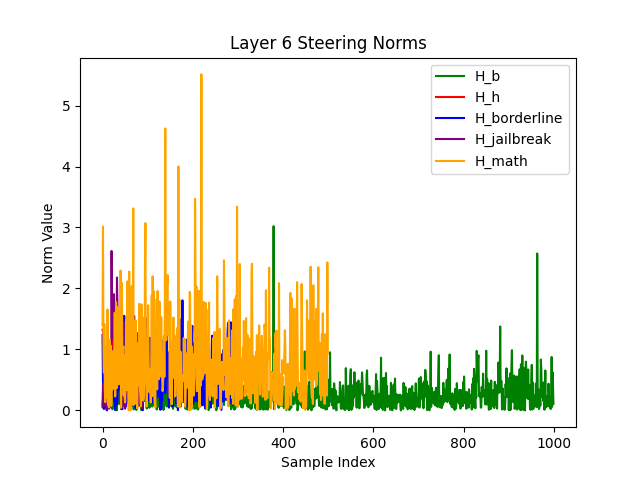 Layer 6 Steering Norms
H_b
H_h
H_borderline
H_jailbreak
H_math
Norm Value
5
4
3
2
1
0
0 200 400 600 800 1000
Sample Index